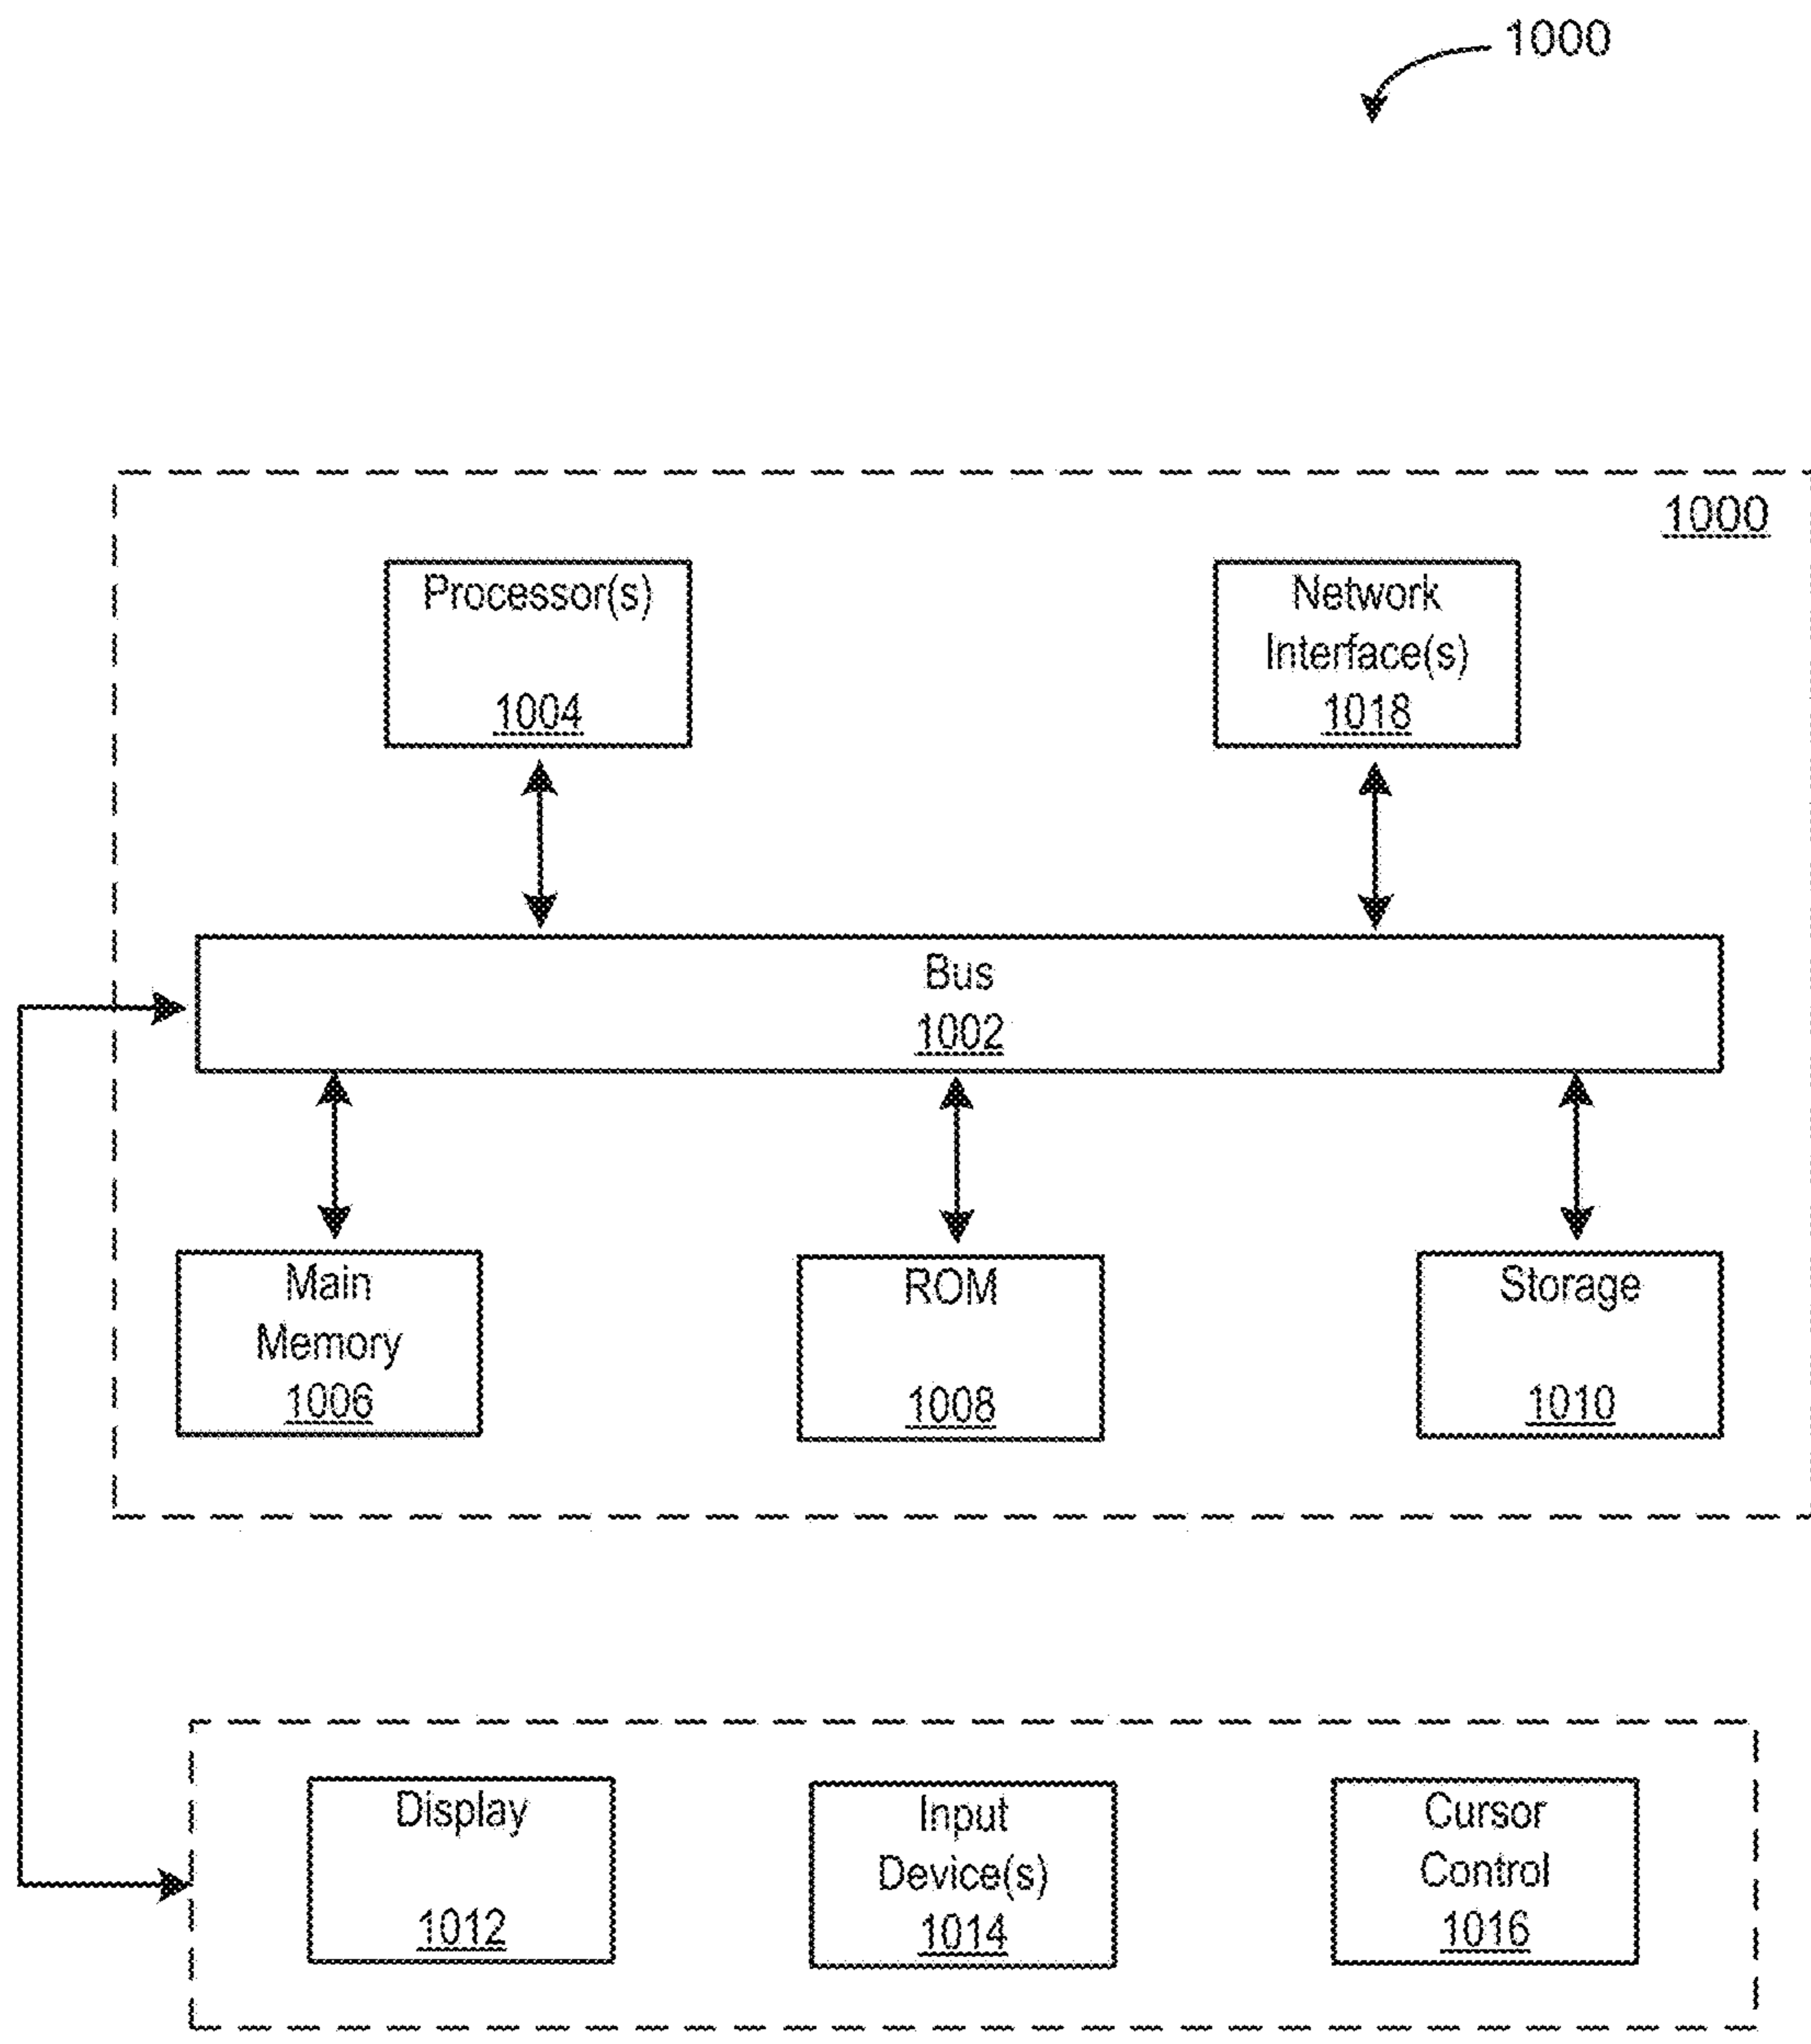 1000
1000
Processor(s)
1004
Network
Interface(s)
1018
Bus
1002
Main
Memory
1006
ROM
1008
Storage
1010
Display
1012
Input
Device(s)
1014
Cursor
Control
1016